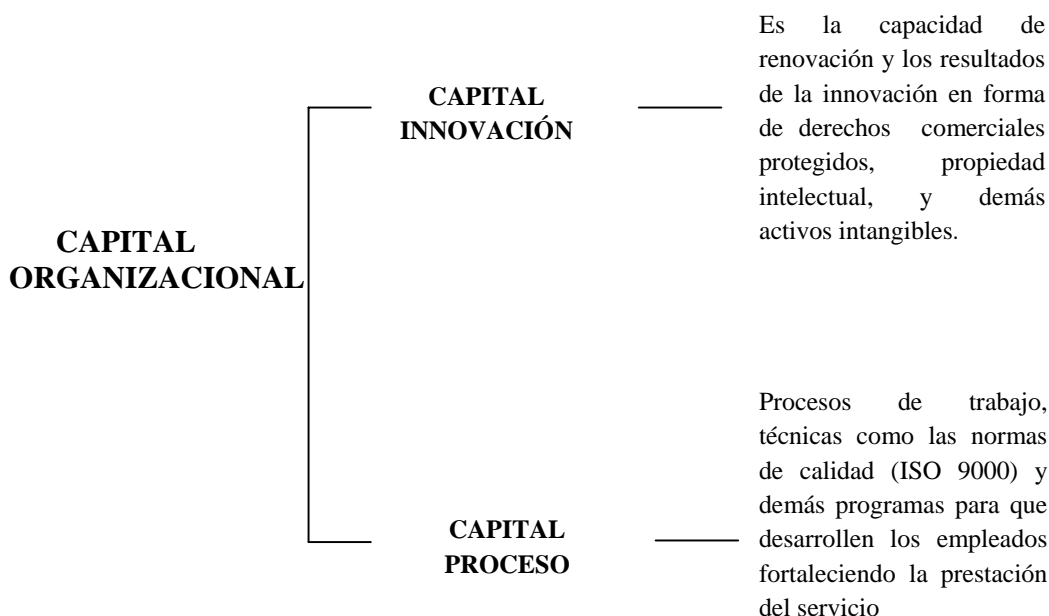 CAPITAL
ORGANIZACIONAL
CAPITAL
INNOVACIÓN
Es la capacidad de
renovación y los resultados
de la innovación en forma
de derechos comerciales
protegidos, propiedad
intelectual, y demás
activos intangibles.
CAPITAL
PROCESO
Procesos de trabajo,
técnicas como las normas
de calidad (ISO 9000) y
demás programas para que
desarrollen los empleados
fortaleciendo la prestación
del servicio